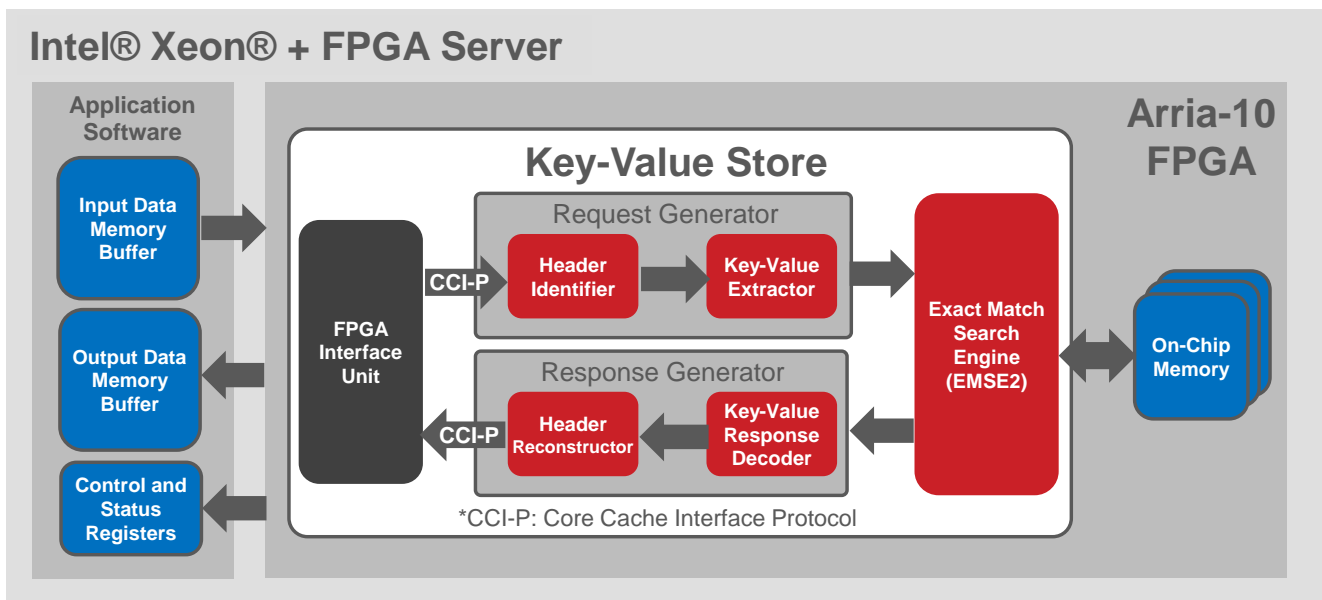 Intel® Xeon® + FPGA Server
Application
Software
Input Data
Memory
Buffer
Output Data
Memory
Buffer
Control and
Status
Registers
Arria-10
FPGA
Key-Value Store
FPGA
Interface
Unit
Request Generator
CCI-P
Header
Identifier
Key-Value
Extractor
Response Generator
CCI-P
Header
Reconstructor
Key-Value
Response
Decoder
Exact Match
Search
Engine
(EMSE2)
On-Chip
Memory
*CCI-P: Core Cache Interface Protocol